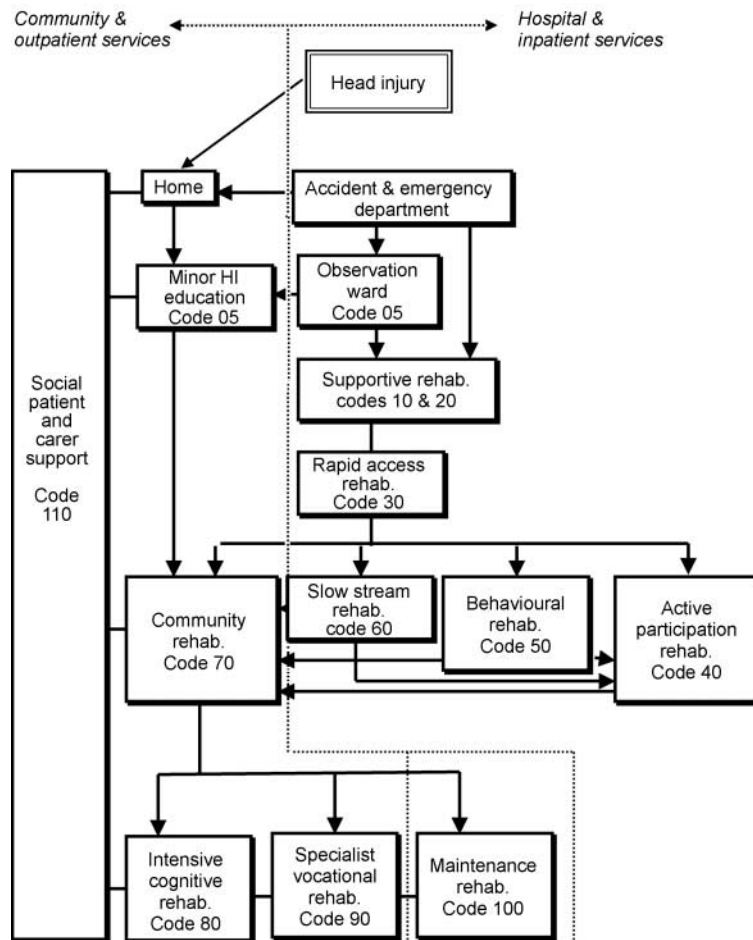 Community &
outpatient services
Hospital &
inpatient services
Head injury
Home
Accident & emergency
department
Minor HI
education
Code 05
Observation
ward
Code 05
Social
patient
and
carer
support
Code
110
Supportive rehab.
codes 10 & 20
Rapid access
rehab.
Code 30
Community
rehab.
Code 70
Slow stream
rehab.
code 60
Behavioural
rehab.
Code 50
Active
participation
rehab.
Code 40
Intensive
cognitive
rehab.
Code 80
Specialist
vocational
rehab.
Code 90
Maintenance
rehab.
Code 100